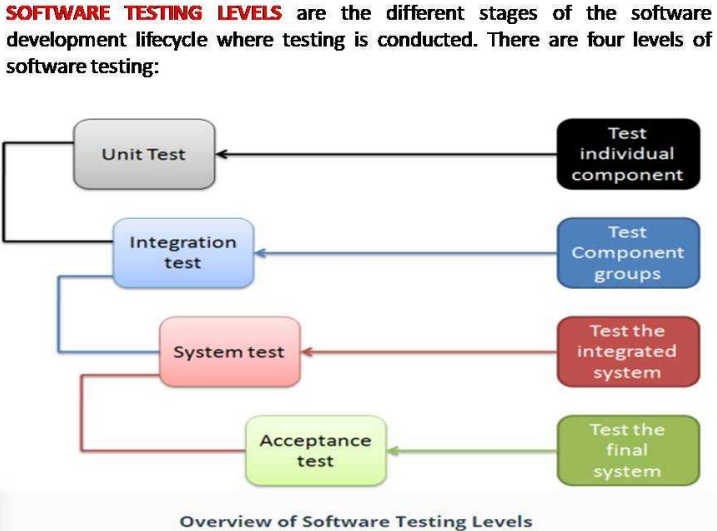 SOFTWARE TESTING LEVELS are the different stages of the software
development lifecycle where testing is conducted. There are four levels of
software testing:
Unit Test
Test
individual
component
Integration
test
Test
Component
groups
System test
Test the
integrated
system
Acceptance
test
Test the
final
system
Overview of Software Testing Levels